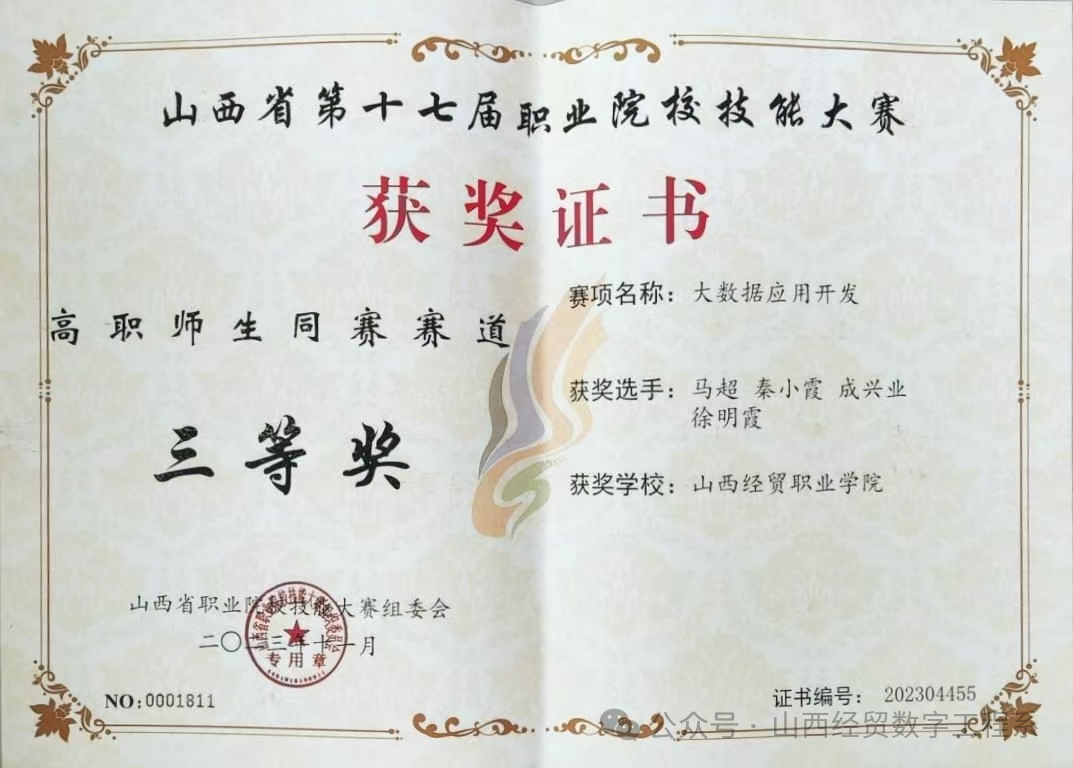 山西省第十七届职业院校技能大赛
获奖证书
高职师生同赛赛道
三等奖
赛项名称：大数据应用开发
获奖选手：马超 秦小霞 成兴业
徐明霞
获奖学校：山西经贸职业学院
山西省职业院校技能大赛组委会
二〇二三年十一月
专用章
NO:0001811
证书编号：202304455
公众号·山西经贸数字工程系